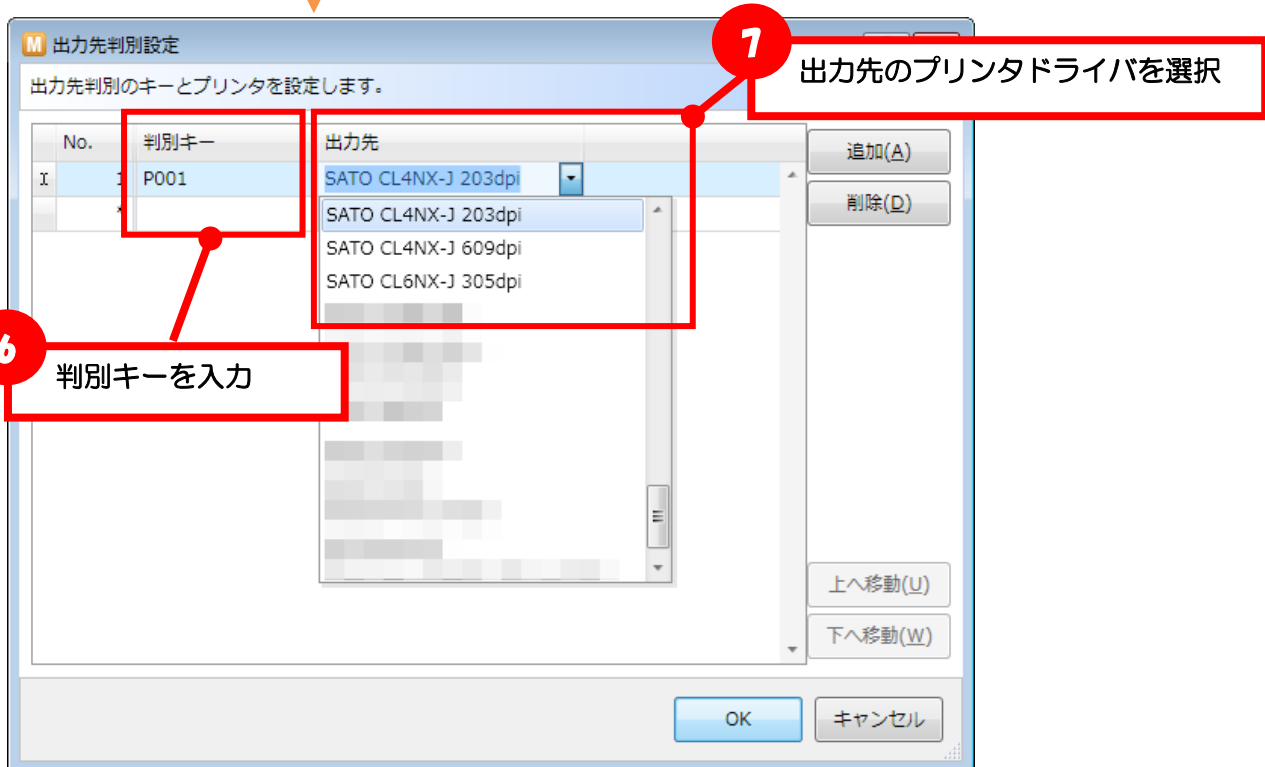 M 出力先判別設定
7
出力先のプリンタドライバを選択
出力先判別のキーとプリンタを設定します。
No. 判別キー 出力先
追加(A)
I 1 P001 SATO CL4NX-J 203dpi
削除(D)
*
SATO CL4NX-J 203dpi
SATO CL4NX-J 609dpi
SATO CL6NX-J 305dpi
6
判別キーを入力
上へ移動(U)
下へ移動(W)
OK キャンセル